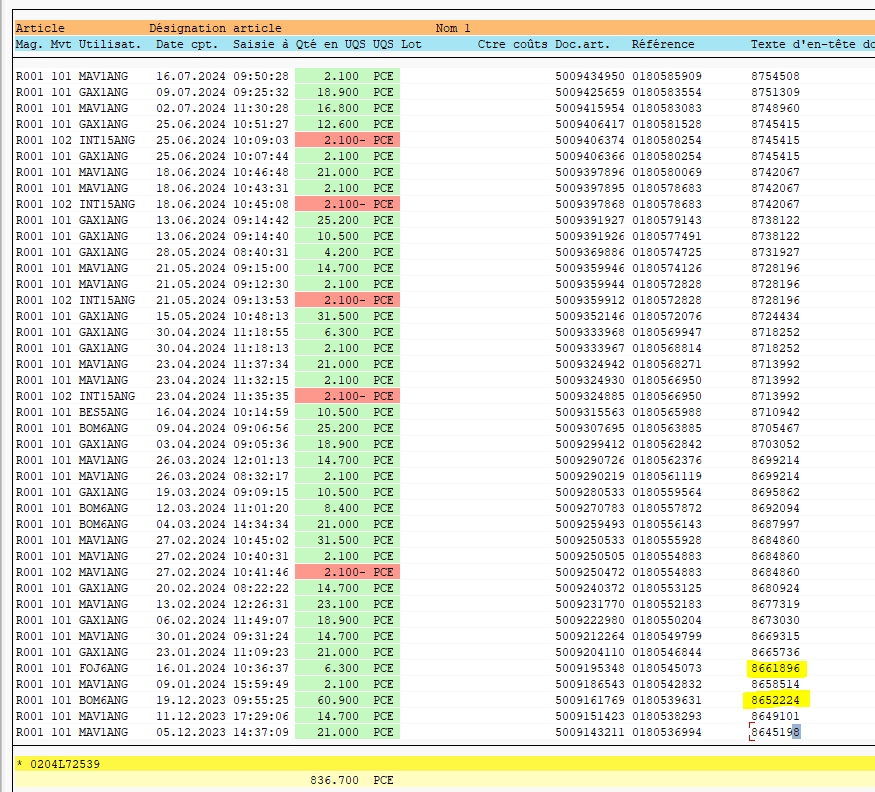 Article Désignation article Nom 1
Mag. Mvt Utilisat. Date cpt. Saisie à Qté en UQS UQS Lot Ctre coûts Doc.art. Référence Texte d'en-tête do
R001 101 MAV1ANG 16.07.2024 09:50:28 2.100 PCE 5009434950 0180585909 8754508
R001 101 GAX1ANG 09.07.2024 09:25:32 18.900 PCE 5009425659 0180583554 8751309
R001 101 MAV1ANG 02.07.2024 11:30:28 16.800 PCE 5009415954 0180583083 8748960
R001 101 GAX1ANG 25.06.2024 10:51:27 12.600 PCE 5009406417 0180581528 8745415
R001 102 INT15ANG 25.06.2024 10:09:03 2.100- PCE 5009406374 0180580254 8745415
R001 101 GAX1ANG 25.06.2024 10:07:44 2.100 PCE 5009406366 0180580254 8745415
R001 101 MAV1ANG 18.06.2024 10:46:48 21.000 PCE 5009397896 0180580069 8742067
R001 101 MAV1ANG 18.06.2024 10:43:31 2.100 PCE 5009397895 0180578683 8742067
R001 102 INT15ANG 18.06.2024 10:45:08 2.100- PCE 5009397868 0180578683 8742067
R001 101 GAX1ANG 13.06.2024 09:14:42 25.200 PCE 5009391927 0180579143 8738122
R001 101 GAX1ANG 13.06.2024 09:14:40 10.500 PCE 5009391926 0180577491 8738122
R001 101 GAX1ANG 28.05.2024 08:40:31 4.200 PCE 5009369886 0180574725 8731927
R001 101 MAV1ANG 21.05.2024 09:15:00 14.700 PCE 5009359946 0180574126 8728196
R001 101 MAV1ANG 21.05.2024 09:12:30 2.100 PCE 5009359944 0180572828 8728196
R001 102 INT15ANG 21.05.2024 09:13:53 2.100- PCE 5009359912 0180572828 8728196
R001 101 GAX1ANG 15.05.2024 10:48:13 31.500 PCE 5009352146 0180572076 8724434
R001 101 GAX1ANG 30.04.2024 11:18:55 6.300 PCE 5009333968 0180569947 8718252
R001 101 GAX1ANG 30.04.2024 11:18:13 2.100 PCE 5009333967 0180568814 8718252
R001 101 MAV1ANG 23.04.2024 11:37:34 21.000 PCE 5009324942 0180568271 8713992
R001 101 MAV1ANG 23.04.2024 11:32:15 2.100 PCE 5009324930 0180566950 8713992
R001 102 INT15ANG 23.04.2024 11:35:35 2.100- PCE 5009324885 0180566950 8713992
R001 101 BES5ANG 16.04.2024 10:14:59 10.500 PCE 5009315563 0180565988 8710942
R001 101 BOM6ANG 09.04.2024 09:06:56 25.200 PCE 5009307695 0180563885 8705467
R001 101 GAX1ANG 03.04.2024 09:05:36 18.900 PCE 5009299412 0180562842 8703052
R001 101 MAV1ANG 26.03.2024 12:01:13 14.700 PCE 5009290726 0180562376 8699214
R001 101 MAV1ANG 26.03.2024 08:32:17 2.100 PCE 5009290219 0180561119 8699214
R001 101 GAX1ANG 19.03.2024 09:09:15 10.500 PCE 5009280533 0180559564 8695862
R001 101 BOM6ANG 12.03.2024 11:01:20 8.400 PCE 5009270783 0180557872 8692094
R001 101 BOM6ANG 04.03.2024 14:34:34 21.000 PCE 5009259493 0180556143 8687997
R001 101 MAV1ANG 27.02.2024 10:45:02 31.500 PCE 5009250533 0180555928 8684860
R001 101 MAV1ANG 27.02.2024 10:40:31 2.100 PCE 5009250505 0180554883 8684860
R001 102 MAV1ANG 27.02.2024 10:41:46 2.100- PCE 5009250472 0180554883 8684860
R001 101 GAX1ANG 20.02.2024 08:22:22 14.700 PCE 5009240372 0180553125 8680924
R001 101 MAV1ANG 13.02.2024 12:26:31 23.100 PCE 5009231770 0180552183 8677319
R001 101 GAX1ANG 06.02.2024 11:49:07 18.900 PCE 5009222980 0180550204 8673030
R001 101 MAV1ANG 30.01.2024 09:31:24 14.700 PCE 5009212264 0180549799 8669315
R001 101 GAX1ANG 23.01.2024 11:09:23 21.000 PCE 5009204110 0180546844 8665736
R001 101 FOJ6ANG 16.01.2024 10:36:37 6.300 PCE 5009195348 0180545073 8661896
R001 101 MAV1ANG 09.01.2024 15:59:49 2.100 PCE 5009186543 0180542832 8658514
R001 101 BOM6ANG 19.12.2023 09:55:25 60.900 PCE 5009161769 0180539631 8652224
R001 101 MAV1ANG 11.12.2023 17:29:06 14.700 PCE 5009151423 0180538293 8649101
R001 101 MAV1ANG 05.12.2023 14:37:09 21.000 PCE 5009143211 0180536994 8645198
* 0204L72539
836.700 PCE